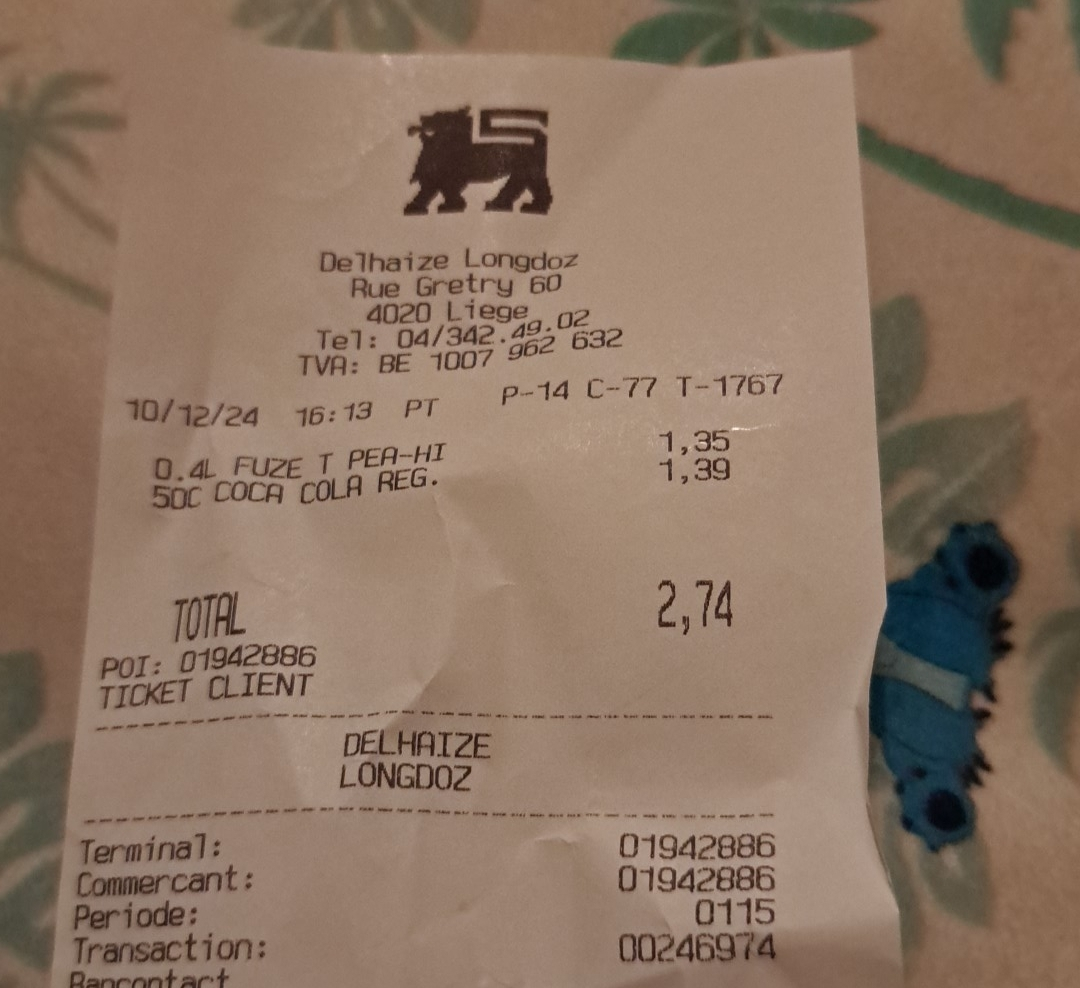 Delhaize Longdoz
Rue Gretry 60
4020 Liege
Tel: 04/342.49.02
TVA: BE 1007 962 632
10/12/24 16:13 PT P-14 C-77 T-1767
0.4L FUZE T PEA-HI 1,35
50C COCA COLA REG. 1,39
TOTAL 2,74
POI: 01942886
TICKET CLIENT
DELHAIZE
LONGDOZ
Terminal: 01942886
Commercant: 01942886
Periode: 0115
Transaction: 00246974
Bancontact